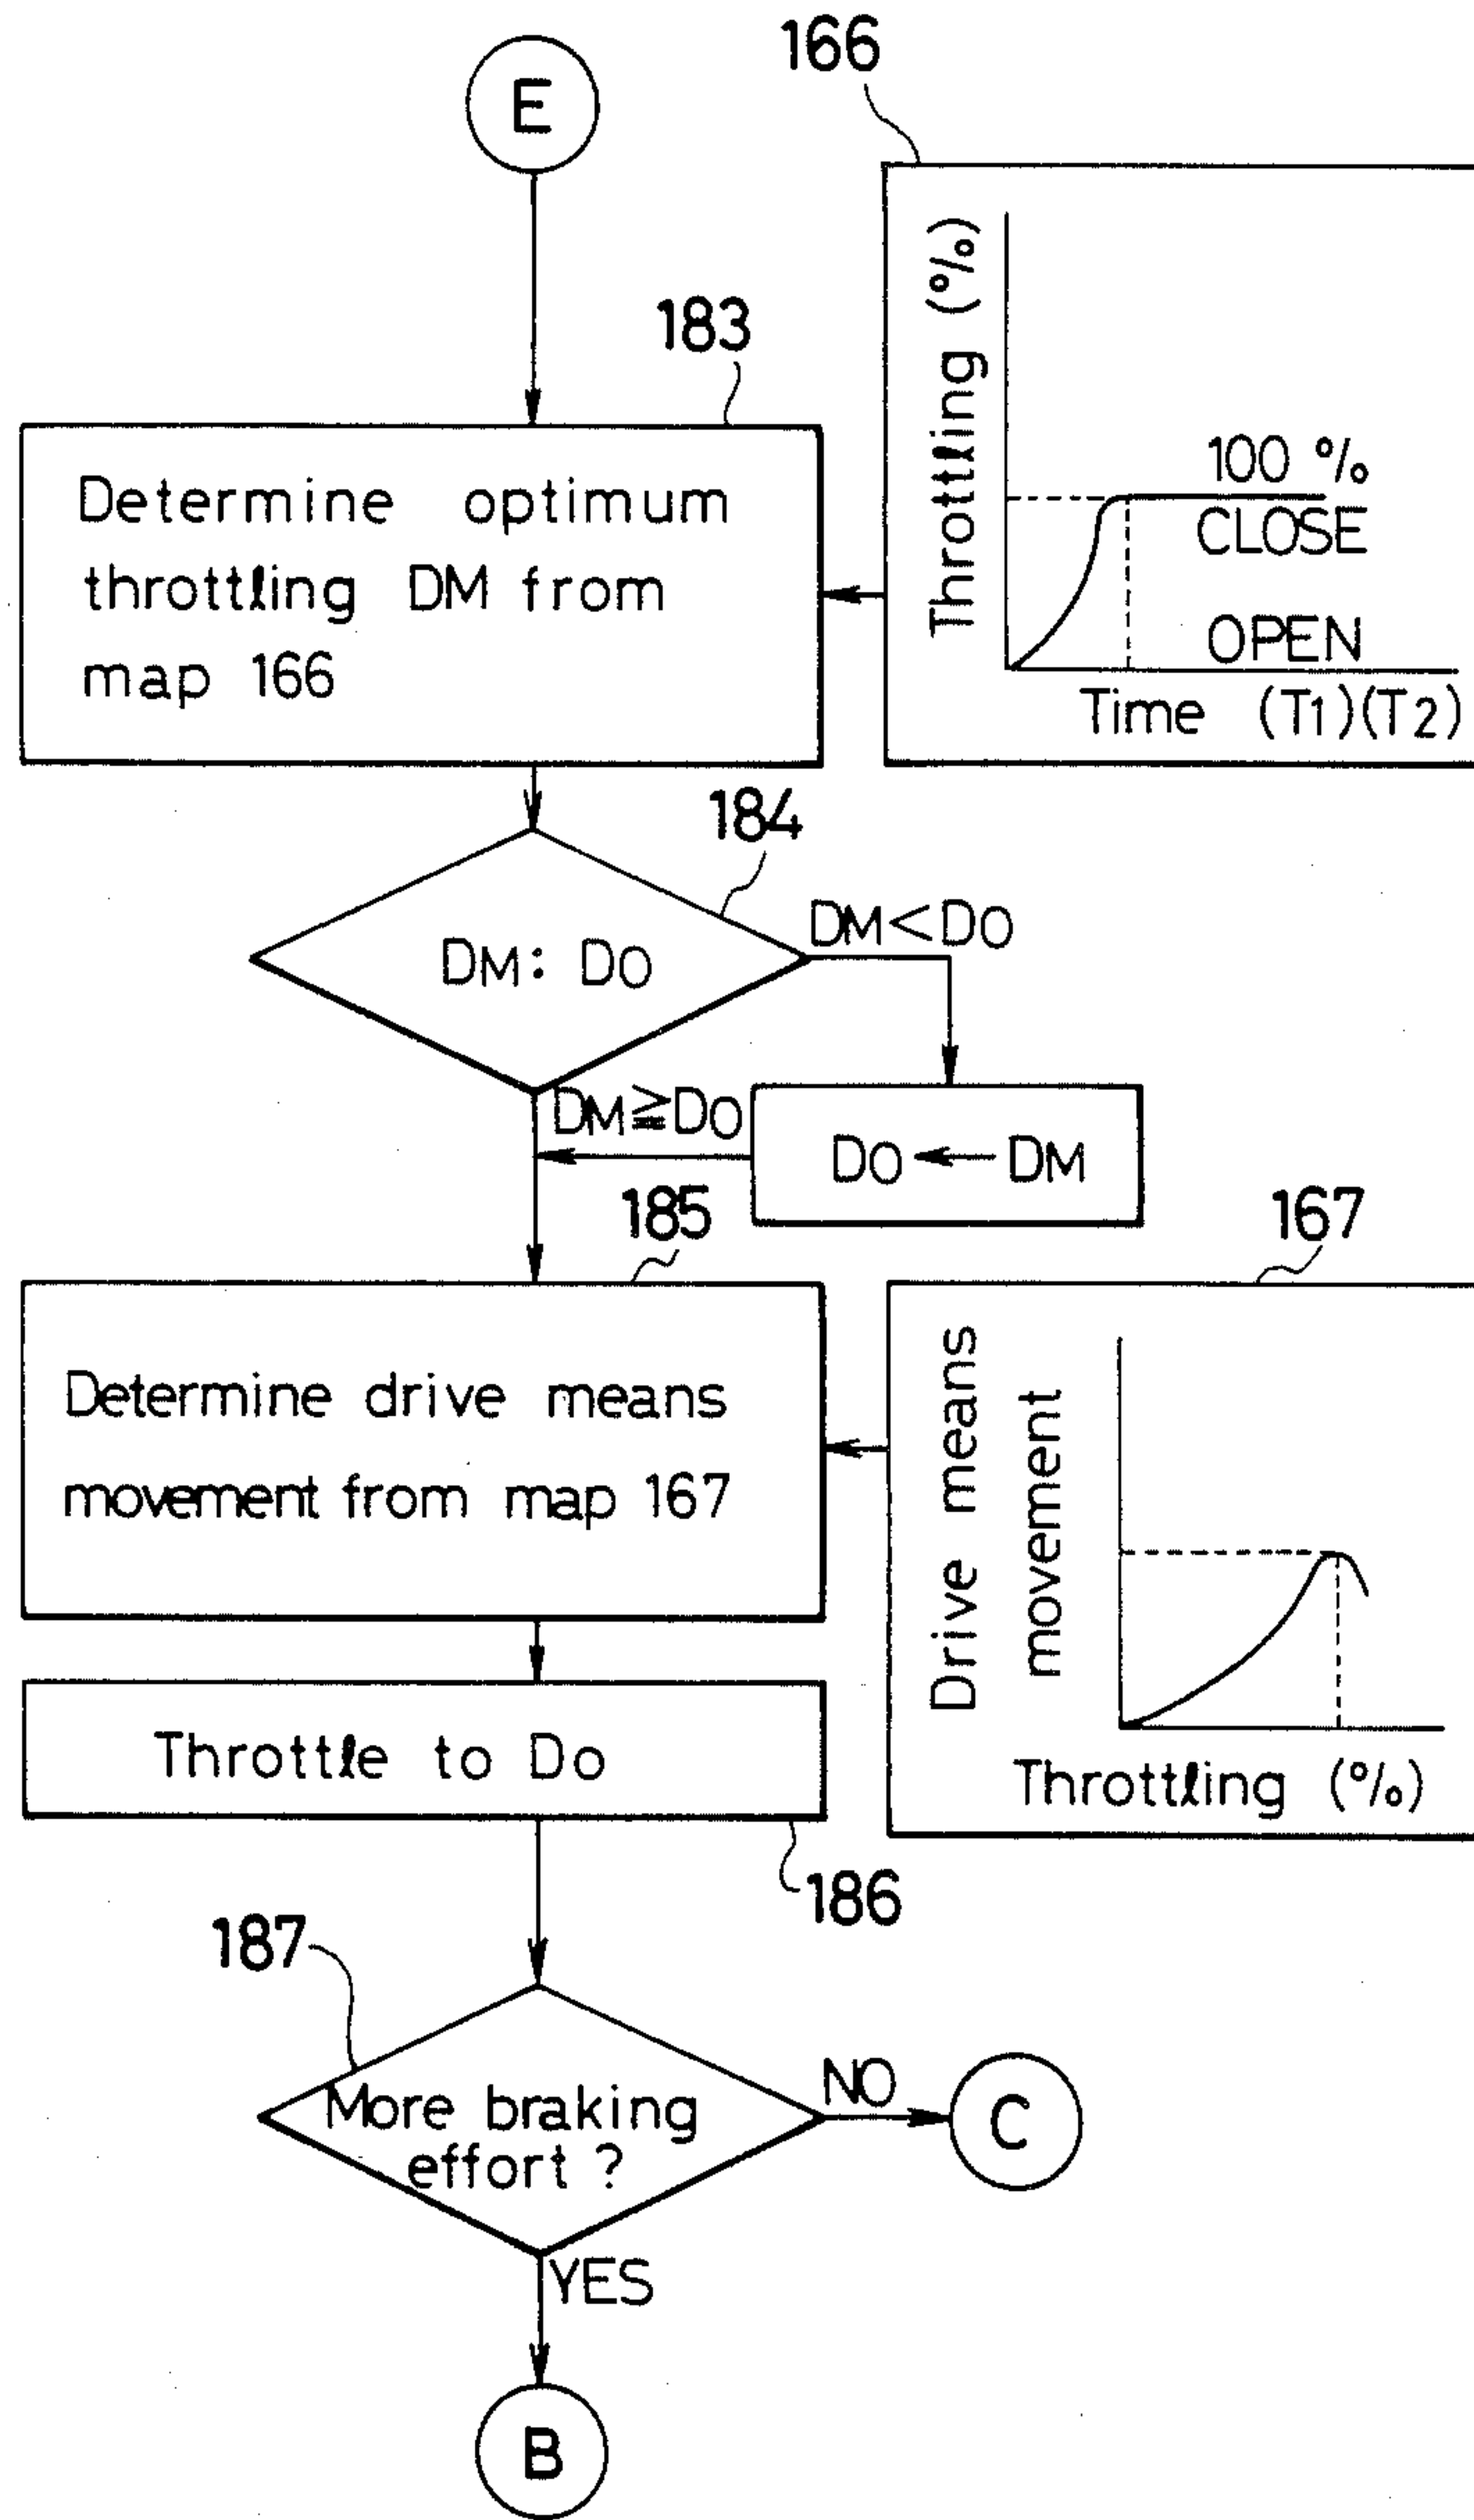 E
166
183
Throttling (%)
100 %
CLOSE
OPEN
Time (T1)(T2)
Determine optimum
throttling DM from
map 166
184
DM: DO
DM<DO
DM≧DO
DO ← DM
185
167
Determine drive means
movement from map 167
Drive means
movement
Throttling (%)
Throttle to DO
186
187
More braking
effort ?
NO
C
YES
B